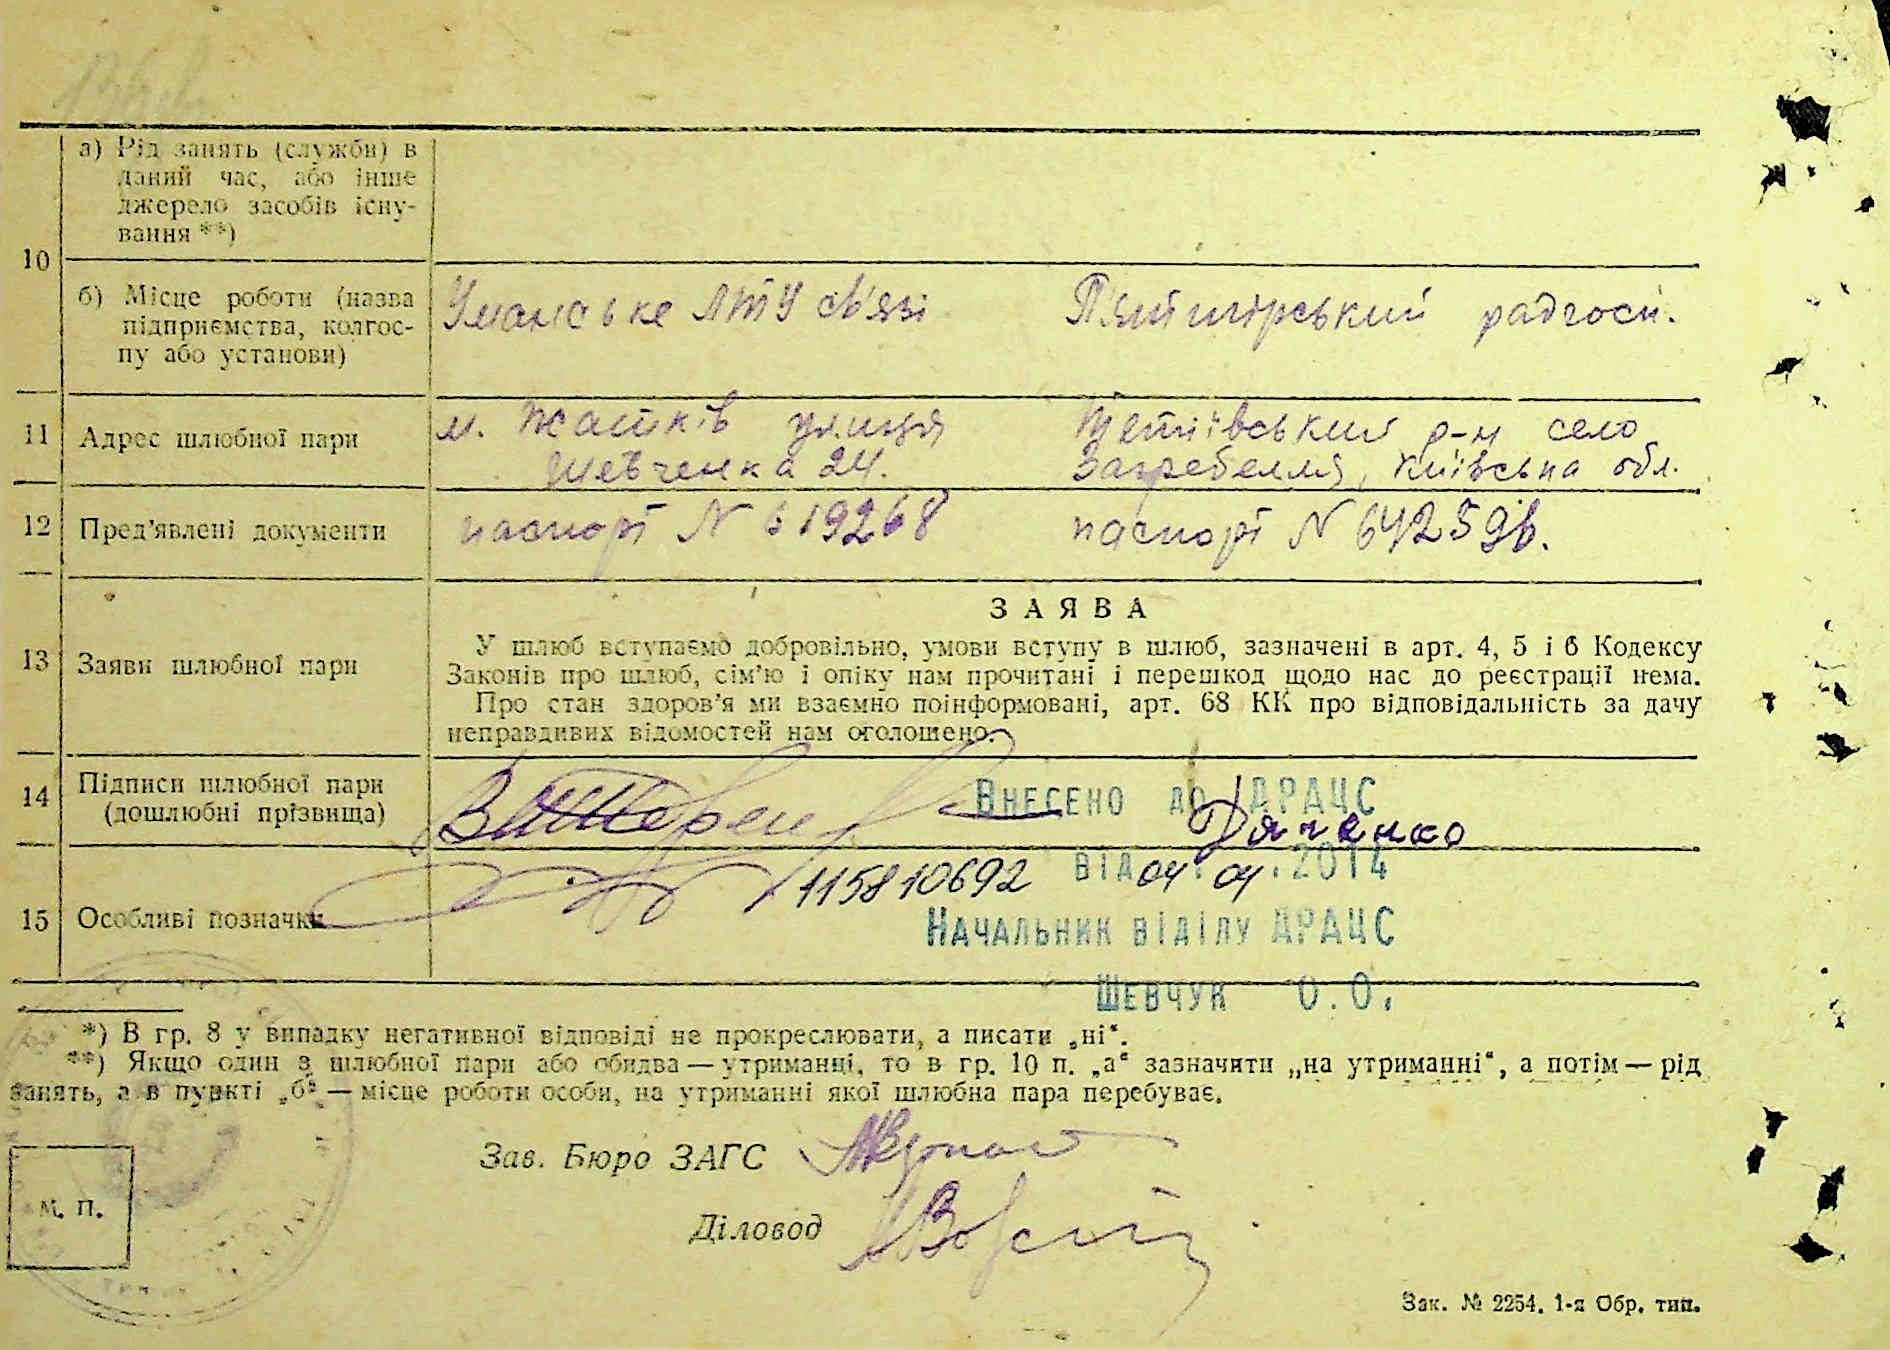 10
а) Рід занять (служби) в
даний час, або інше
джерело засобів існу-
вання **)
б) Місце роботи (назва
підприємства, колгос-
пу або установи)
Уманське ЛТУ св'язі
П'ятигірський радгосп.
11
Адрес шлюбної пари
м. Жашків улиця
Шевченка 24.
Тетіївський р-н село
Загребелля, Київська обл.
12
Пред’явлені документи
паспорт N 619268
паспорт N 642596.
13
Заяви шлюбної пари
ЗАЯВА
У шлюб вступаємо добровільно, умови вступу в шлюб, зазначені в арт. 4, 5 і 6 Кодексу
Законів про шлюб, сім’ю і опіку нам прочитані і перешкод щодо нас до реєстрації нема.
Про стан здоров’я ми взаємно поінформовані, арт. 68 КК про відповідальність за дачу
неправдивих відомостей нам оголошено.
14
Підписи шлюбної пари
(дошлюбні прізвища)
Дяченко
Внесено до ДРАЦС
115810692
від 04. 04. 2014
15
Особливі позначки
Начальник відділу ДРАЦС
Шевчук О.О.
*) В гр. 8 у випадку негативної відповіді не прокреслювати, а писати „ні“.
**) Якщо один з шлюбної пари або обидва — утриманці, то в гр. 10 п. „а“ зазначити „на утриманні“, а потім — рід
занять, а в пункті „б“ — місце роботи особи, на утриманні якої шлюбна пара перебуває.
Зав. Бюро ЗАГС
Діловод
М. П.
Зак. № 2254. 1-я Обр. тип.